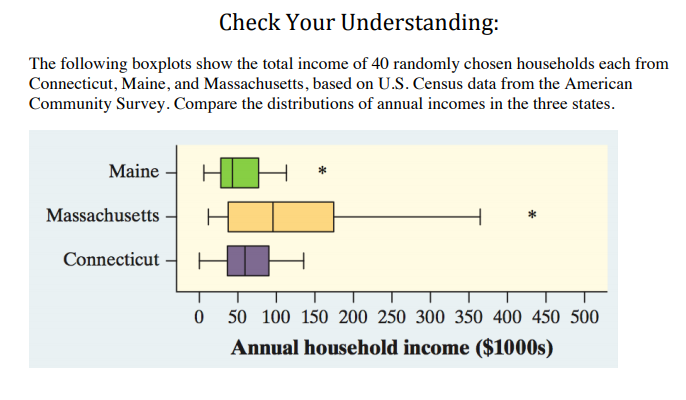 Check Your Understanding:
The following boxplots show the total income of 40 randomly chosen households each from
Connecticut, Maine, and Massachusetts, based on U.S. Census data from the American
Community Survey. Compare the distributions of annual incomes in the three states.
Maine
*
Massachusetts
*
Connecticut
0 50 100 150 200 250 300 350 400 450 500
Annual household income ($1000s)